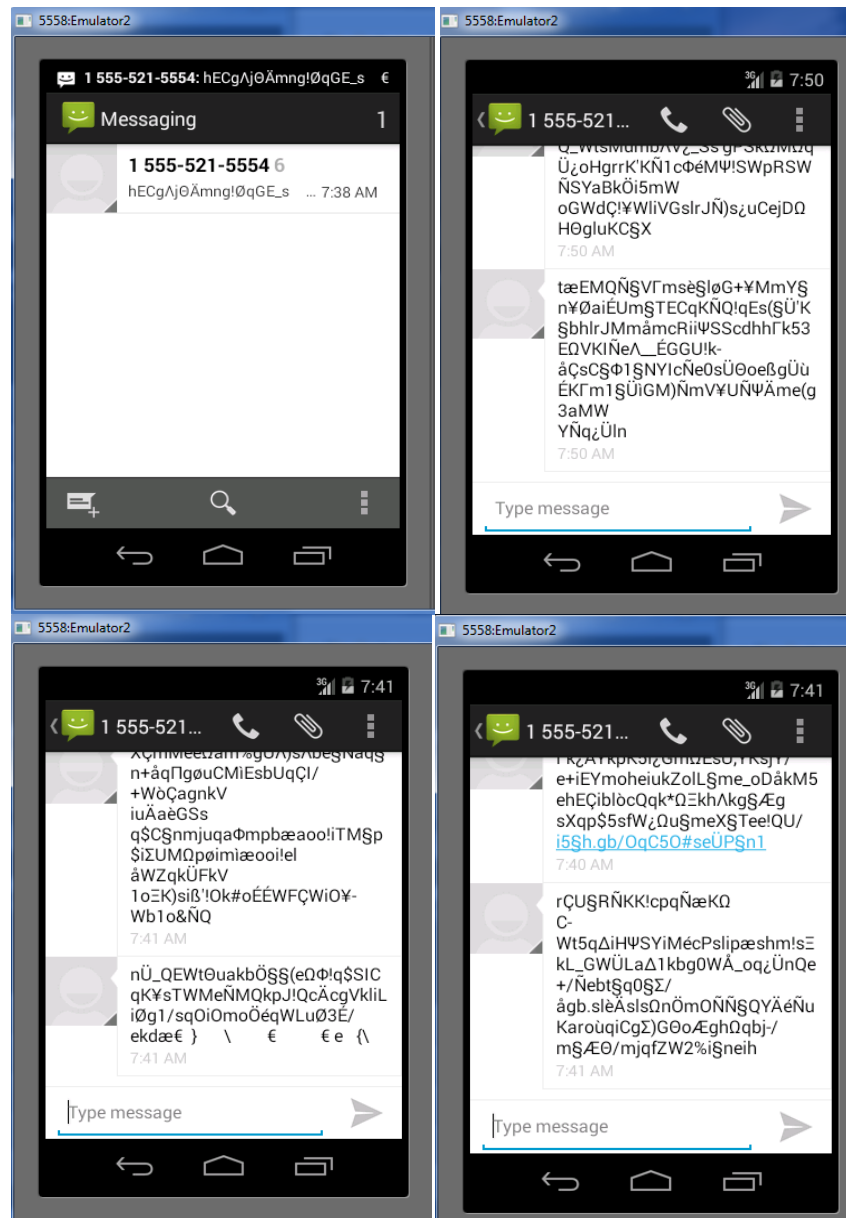 5558:Emulator2
1 555-521-5554: hECgΛjΘÄmng!ØqGE_s €
Messaging 1
1 555-521-5554 6
hECgΛjΘÄmng!ØqGE_s ... 7:38 AM
5558:Emulator2
3G 7:50
1 555-521...
Ü¿oHgrrK'KÑ1cΦéMΨ!SWpRSW
ÑSYaBkÖi5mW
oGWdÇ!¥WliVGslrJÑ)s¿uCejDΩ
HΘgluKC§X
7:50 AM
tæEMQÑ§VΓmsè§løG+¥MmY§
n¥ØaiÉUm§TECqKÑQ!qEs(§Ü'K
§bhlrJMmåmcRiiΨSScdhhΓk53
EΩVKIÑeΛ__ÉGGU!k-
åÇsC§Φ1§NYIcÑe0sÜΘoeßgÜù
ÉKΓm1§ÜìGM)ÑmV¥UÑΨÄme(g
3aMW
YÑq¿Üln
7:50 AM
Type message
5558:Emulator2
3G 7:41
1 555-521...
n+åqΠgøuCMìEsbUqÇI/
+WòÇagnkV
iuÄaèGSs
q$C§nmjuqaΦmpbæaoo!iTM§p
$iΣUMΩpøimìæooi!el
åWZqkÜFkV
1oΞK)siß'!Ok#oÉÉWFÇWiO¥-
Wb1o&ÑQ
7:41 AM
nÜ_QEWtΘuakbÖ§§(eΩΦ!q$SIC
qK¥sTWMeÑMQkpJ!QcÄcgVkliL
iØg1/sqOiOmoÖéqWLuØ3É/
ekdæ€ } \ € € e {\
7:41 AM
Type message
5558:Emulator2
3G 7:41
1 555-521...
e+iEYmoheiukZolL§me_oDåkM5
ehEÇiblòcQqk*ΩΞkhΛkg§Æg
sXqp$5sfW¿Ωu§meX§Tee!QU/
i5§h.gb/OqC5O#seÜP§n1
7:40 AM
rÇU§RÑKK!cpqÑæKΩ
C-
Wt5qΔiHΨSYiMécPslipæshm!sΞ
kL_GWÜLaΔ1kbg0WÅ_oq¿ÜnQe
+/Ñebt§q0§Σ/
ågb.slèÄslsΩnÖmOÑÑ§QYÄéÑu
KaroùqiCgΣ)GΘoÆghΩqbj-/
m§ÆΘ/mjqfZW2%i§neih
7:41 AM
Type message